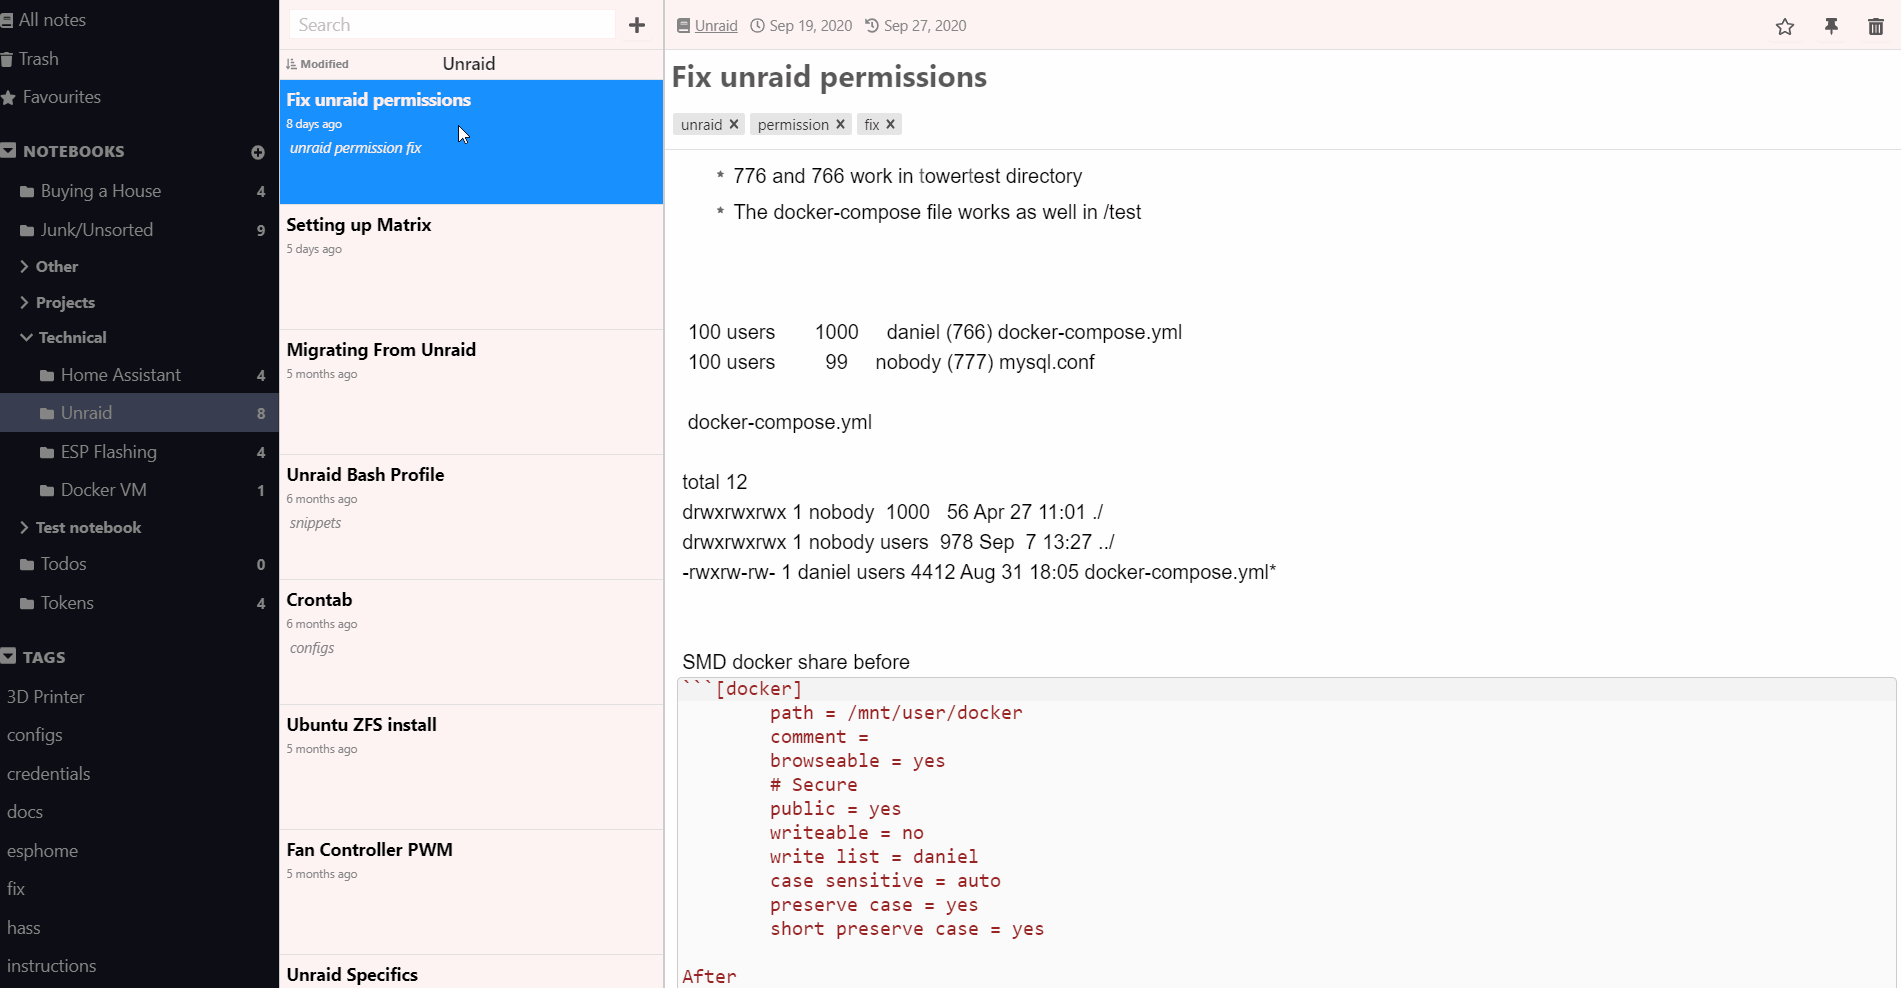 All notes
Trash
Favourites
NOTEBOOKS
Buying a House 4
Junk/Unsorted 9
Other
Projects
Technical
Home Assistant 4
Unraid 8
ESP Flashing 4
Docker VM 1
Test notebook
Todos 0
Tokens 4
TAGS
3D Printer
configs
credentials
docs
esphome
fix
hass
instructions
Search
Modified Unraid
Fix unraid permissions
8 days ago
unraid permission fix
Setting up Matrix
5 days ago
Migrating From Unraid
5 months ago
Unraid Bash Profile
6 months ago
snippets
Crontab
6 months ago
configs
Ubuntu ZFS install
5 months ago
Fan Controller PWM
5 months ago
Unraid Specifics
Unraid Sep 19, 2020 Sep 27, 2020
Fix unraid permissions
unraid × permission × fix ×
* 776 and 766 work in towertest directory
* The docker-compose file works as well in /test
100 users 1000 daniel (766) docker-compose.yml
100 users 99 nobody (777) mysql.conf
docker-compose.yml
total 12
drwxrwxrwx 1 nobody 1000 56 Apr 27 11:01 ./
drwxrwxrwx 1 nobody users 978 Sep 7 13:27 ../
-rwxrw-rw- 1 daniel users 4412 Aug 31 18:05 docker-compose.yml*
SMD docker share before
```[docker]
path = /mnt/user/docker
comment =
browseable = yes
# Secure
public = yes
writeable = no
write list = daniel
case sensitive = auto
preserve case = yes
short preserve case = yes
After